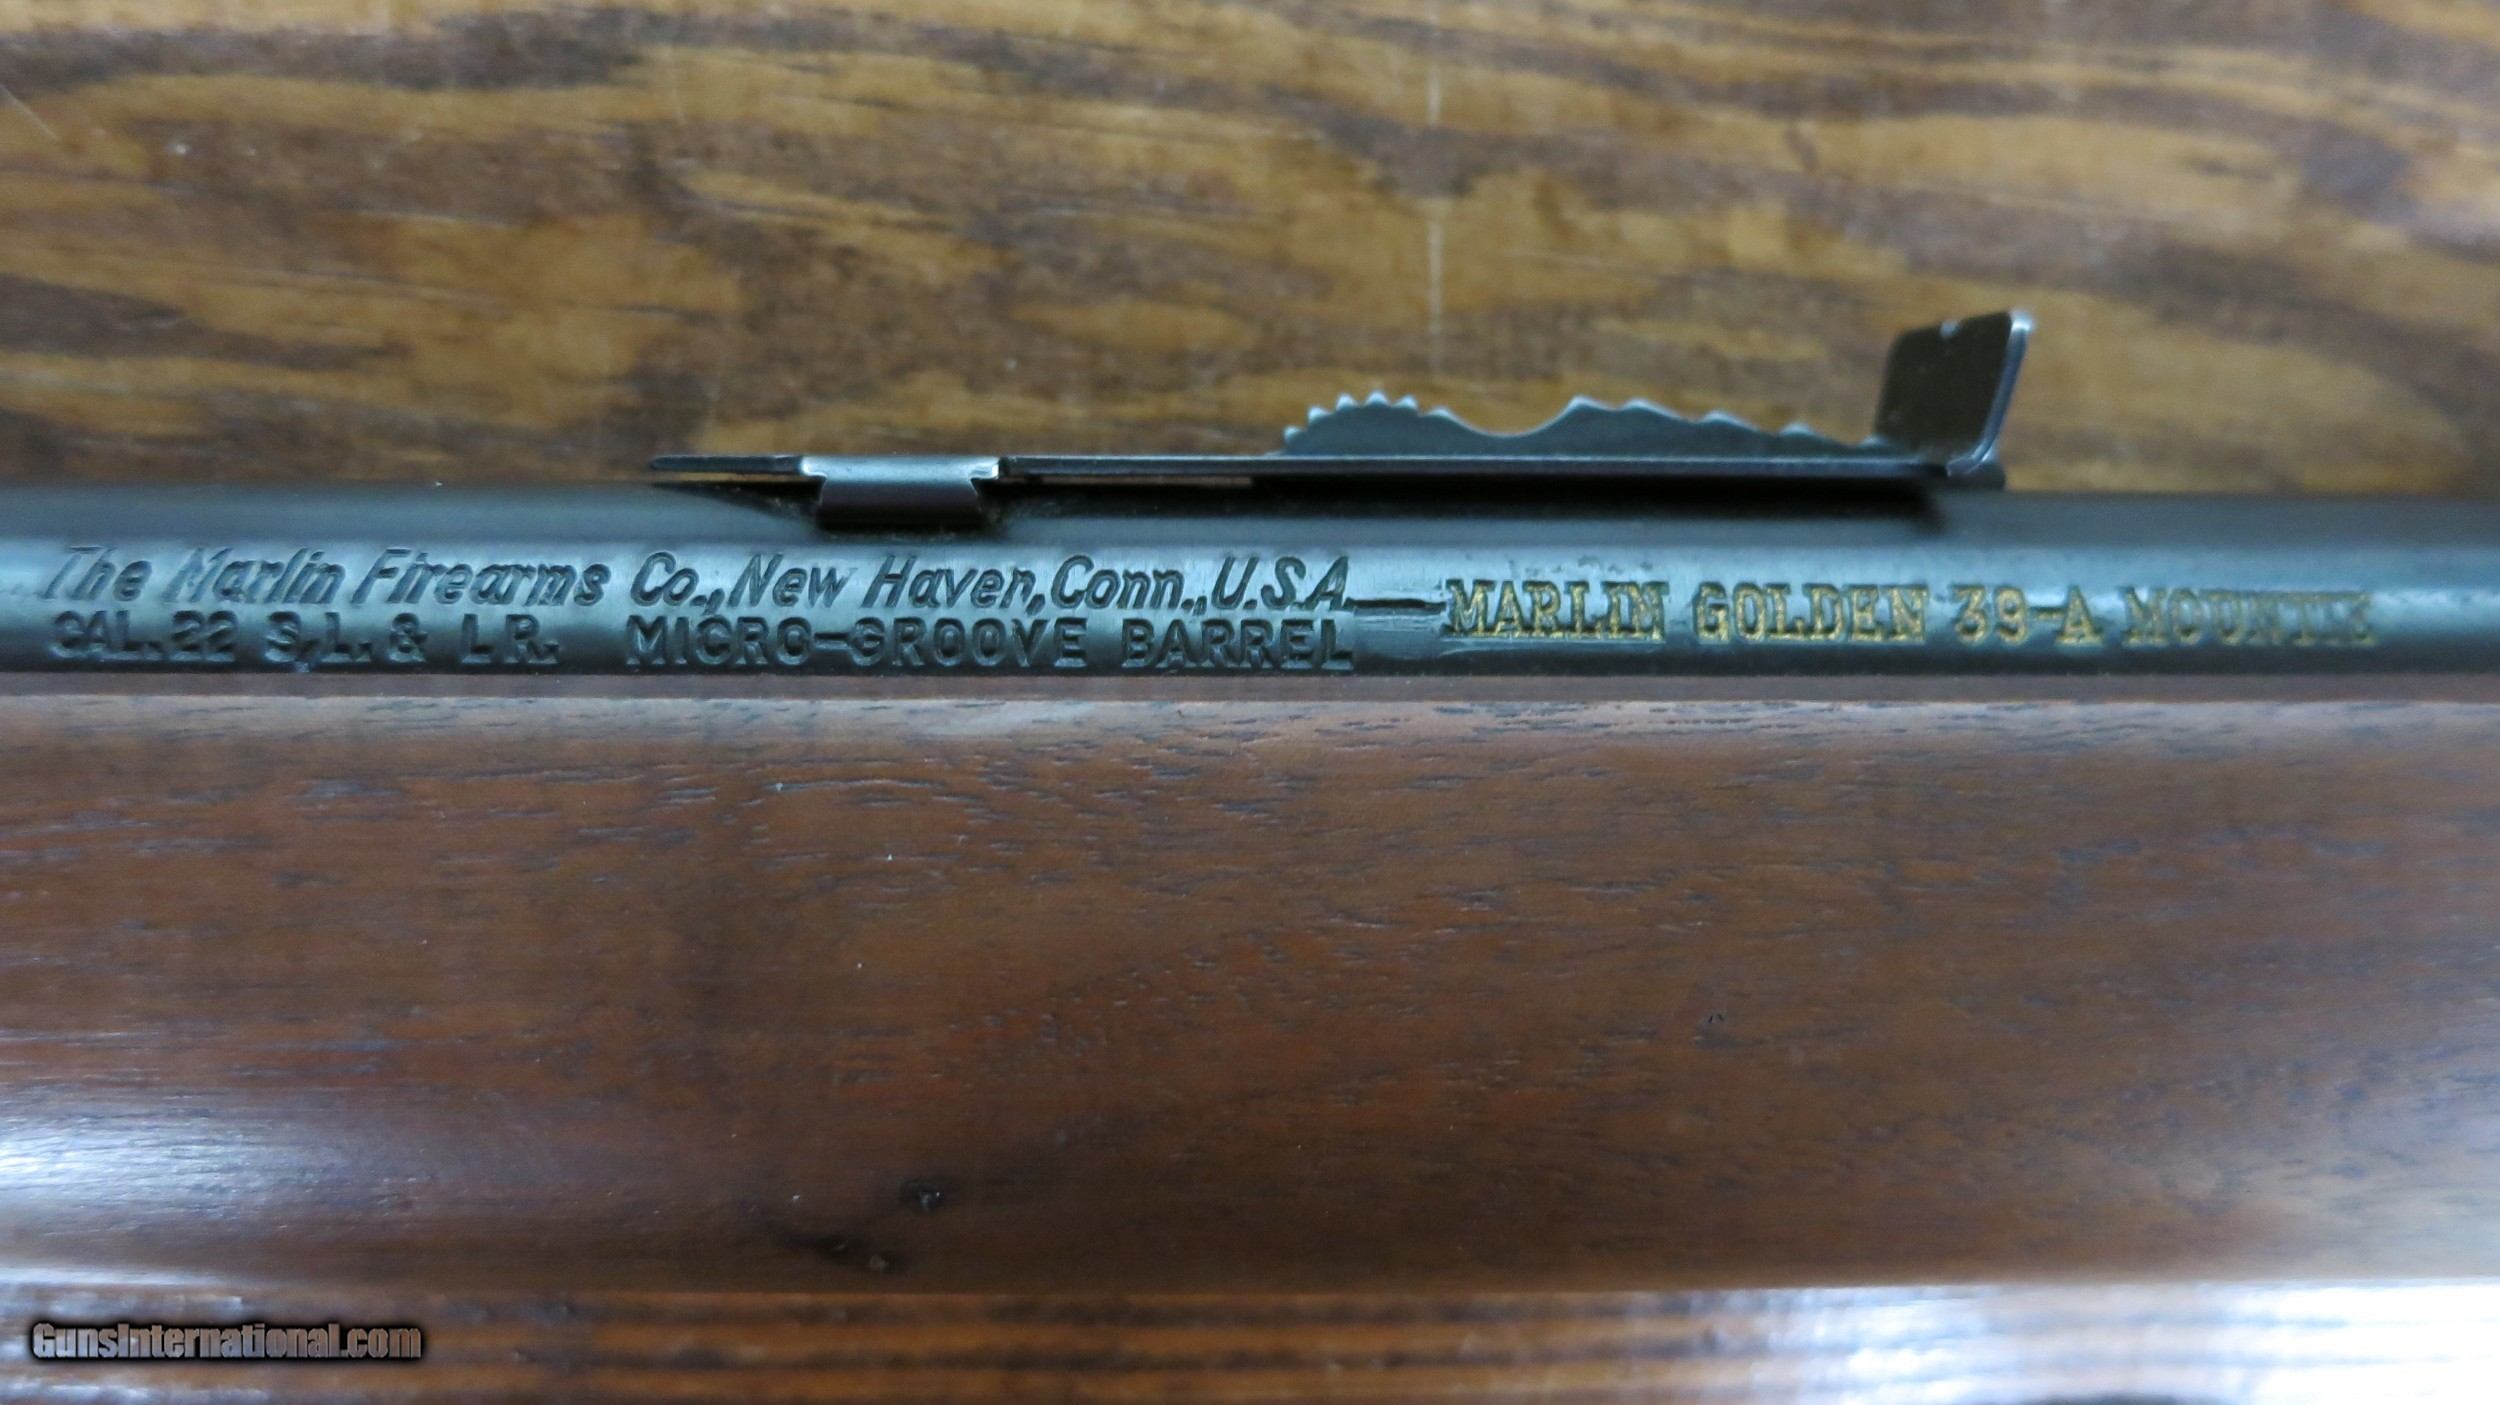 The Marlin Firearms Co., New Haven, Conn., U.S.A.—MARLIN GOLDEN 39-A MOUNTIE
CAL. 22 S,L. & LR. MICRO-GROOVE BARREL
GunsInternational.com